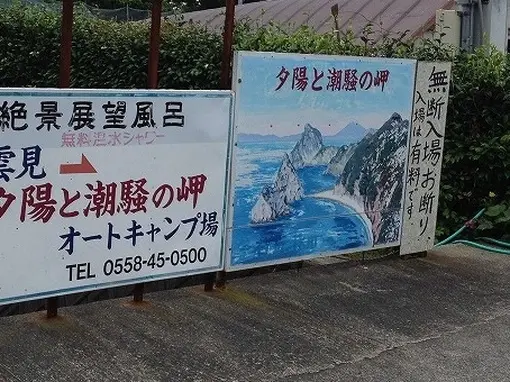 絶景展望風呂
無料温水シャワー
雲見
夕陽と潮騒の岬
オートキャンプ場
TEL 0558-45-0500
夕陽と潮騒の岬
無断入場、お断り
入場は有料です